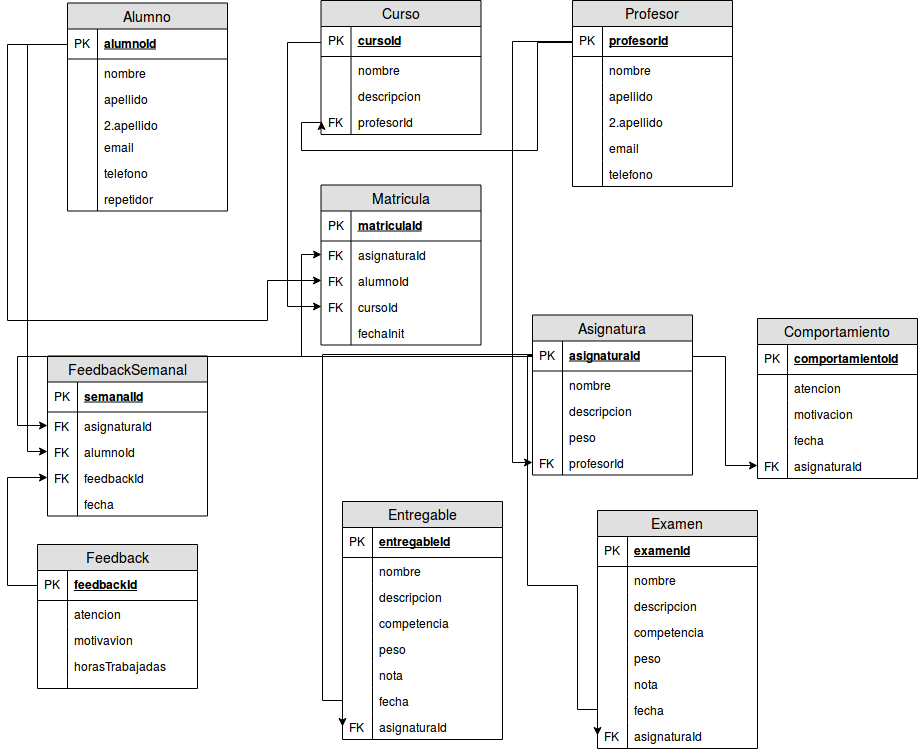 Alumno
PK alumnoId
nombre
apellido
2.apellido
email
telefono
repetidor
Curso
PK cursoId
nombre
descripcion
FK profesorId
Profesor
PK profesorId
nombre
apellido
2.apellido
email
telefono
Matricula
PK matriculaId
FK asignaturaId
FK alumnoId
FK cursoId
fechaInit
Asignatura
PK asignaturaId
nombre
descripcion
peso
FK profesorId
Comportamiento
PK comportamientoId
atencion
motivacion
fecha
FK asignaturaId
FeedbackSemanal
PK semanalId
FK asignaturaId
FK alumnoId
FK feedbackId
fecha
Feedback
PK feedbackId
atencion
motivavion
horasTrabajadas
Entregable
PK entregableId
nombre
descripcion
competencia
peso
nota
fecha
FK asignaturaId
Examen
PK examenId
nombre
descripcion
competencia
peso
nota
fecha
FK asignaturaId